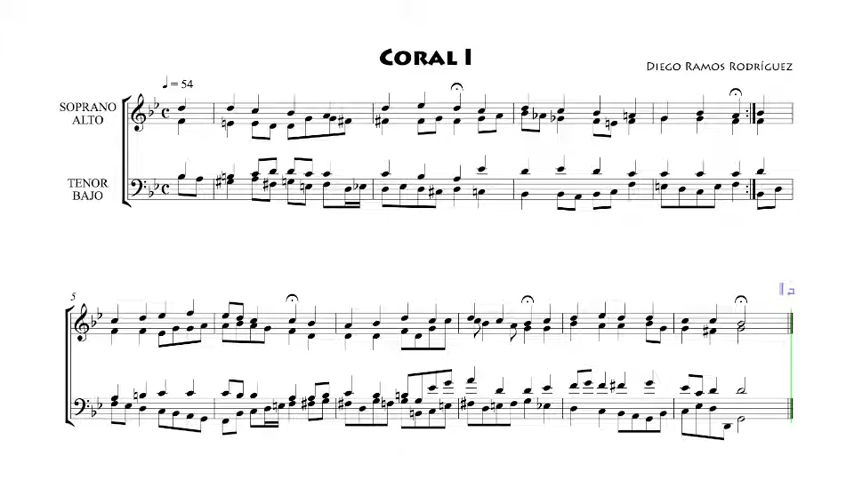 CORAL I
DIEGO RAMOS RODRÍGUEZ
♩ = 54
SOPRANO
ALTO
TENOR
BAJO
5